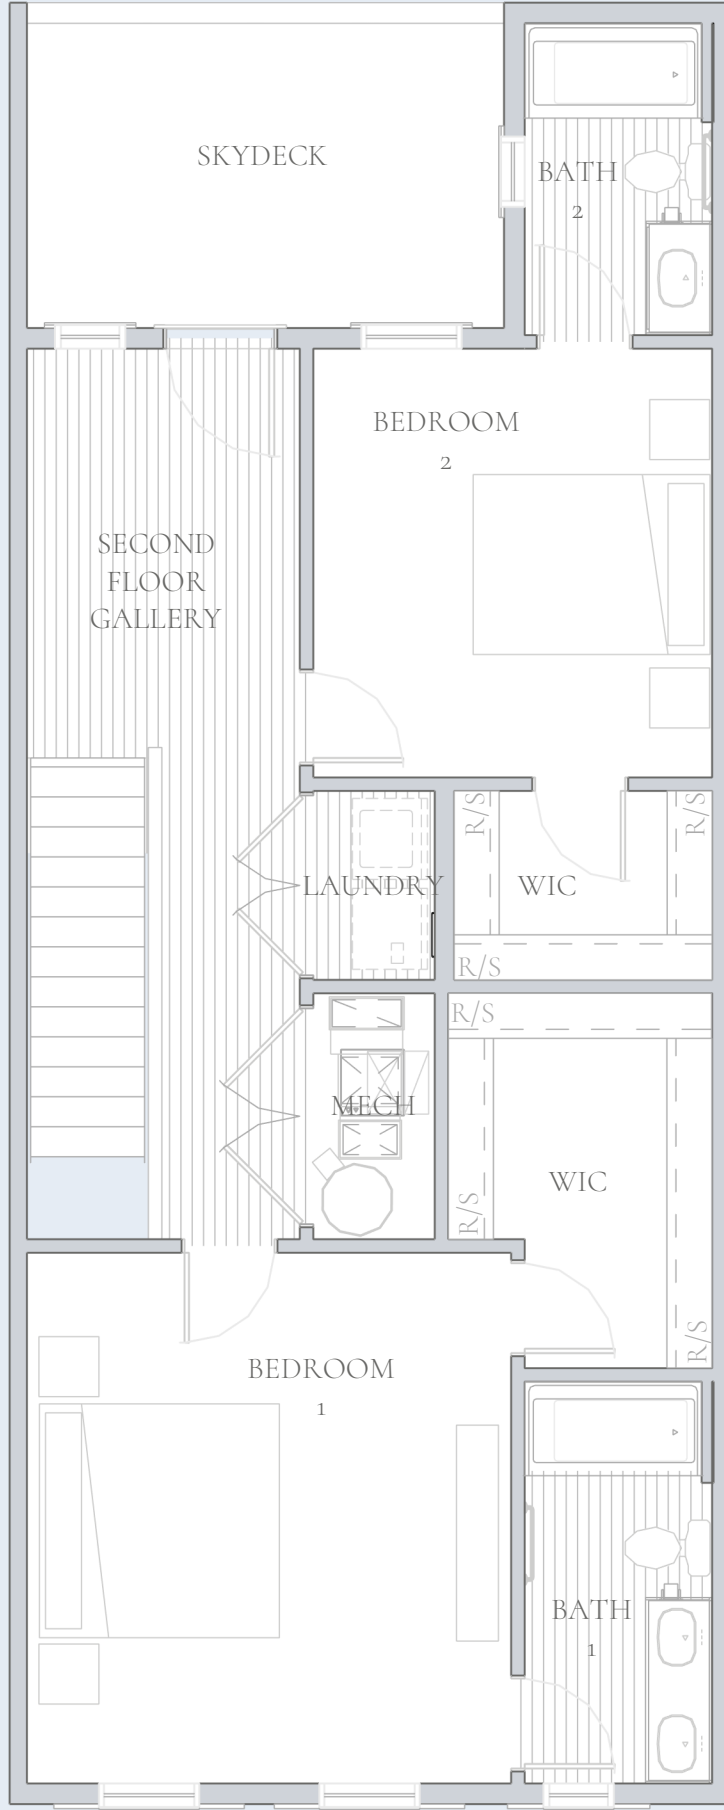 SKYDECK
BATH
2
BEDROOM
2
SECOND
FLOOR
GALLERY
R/S
R/S
LAUNDRY
WIC
R/S
R/S
MECH
WIC
R/S
R/S
BEDROOM
1
BATH
1